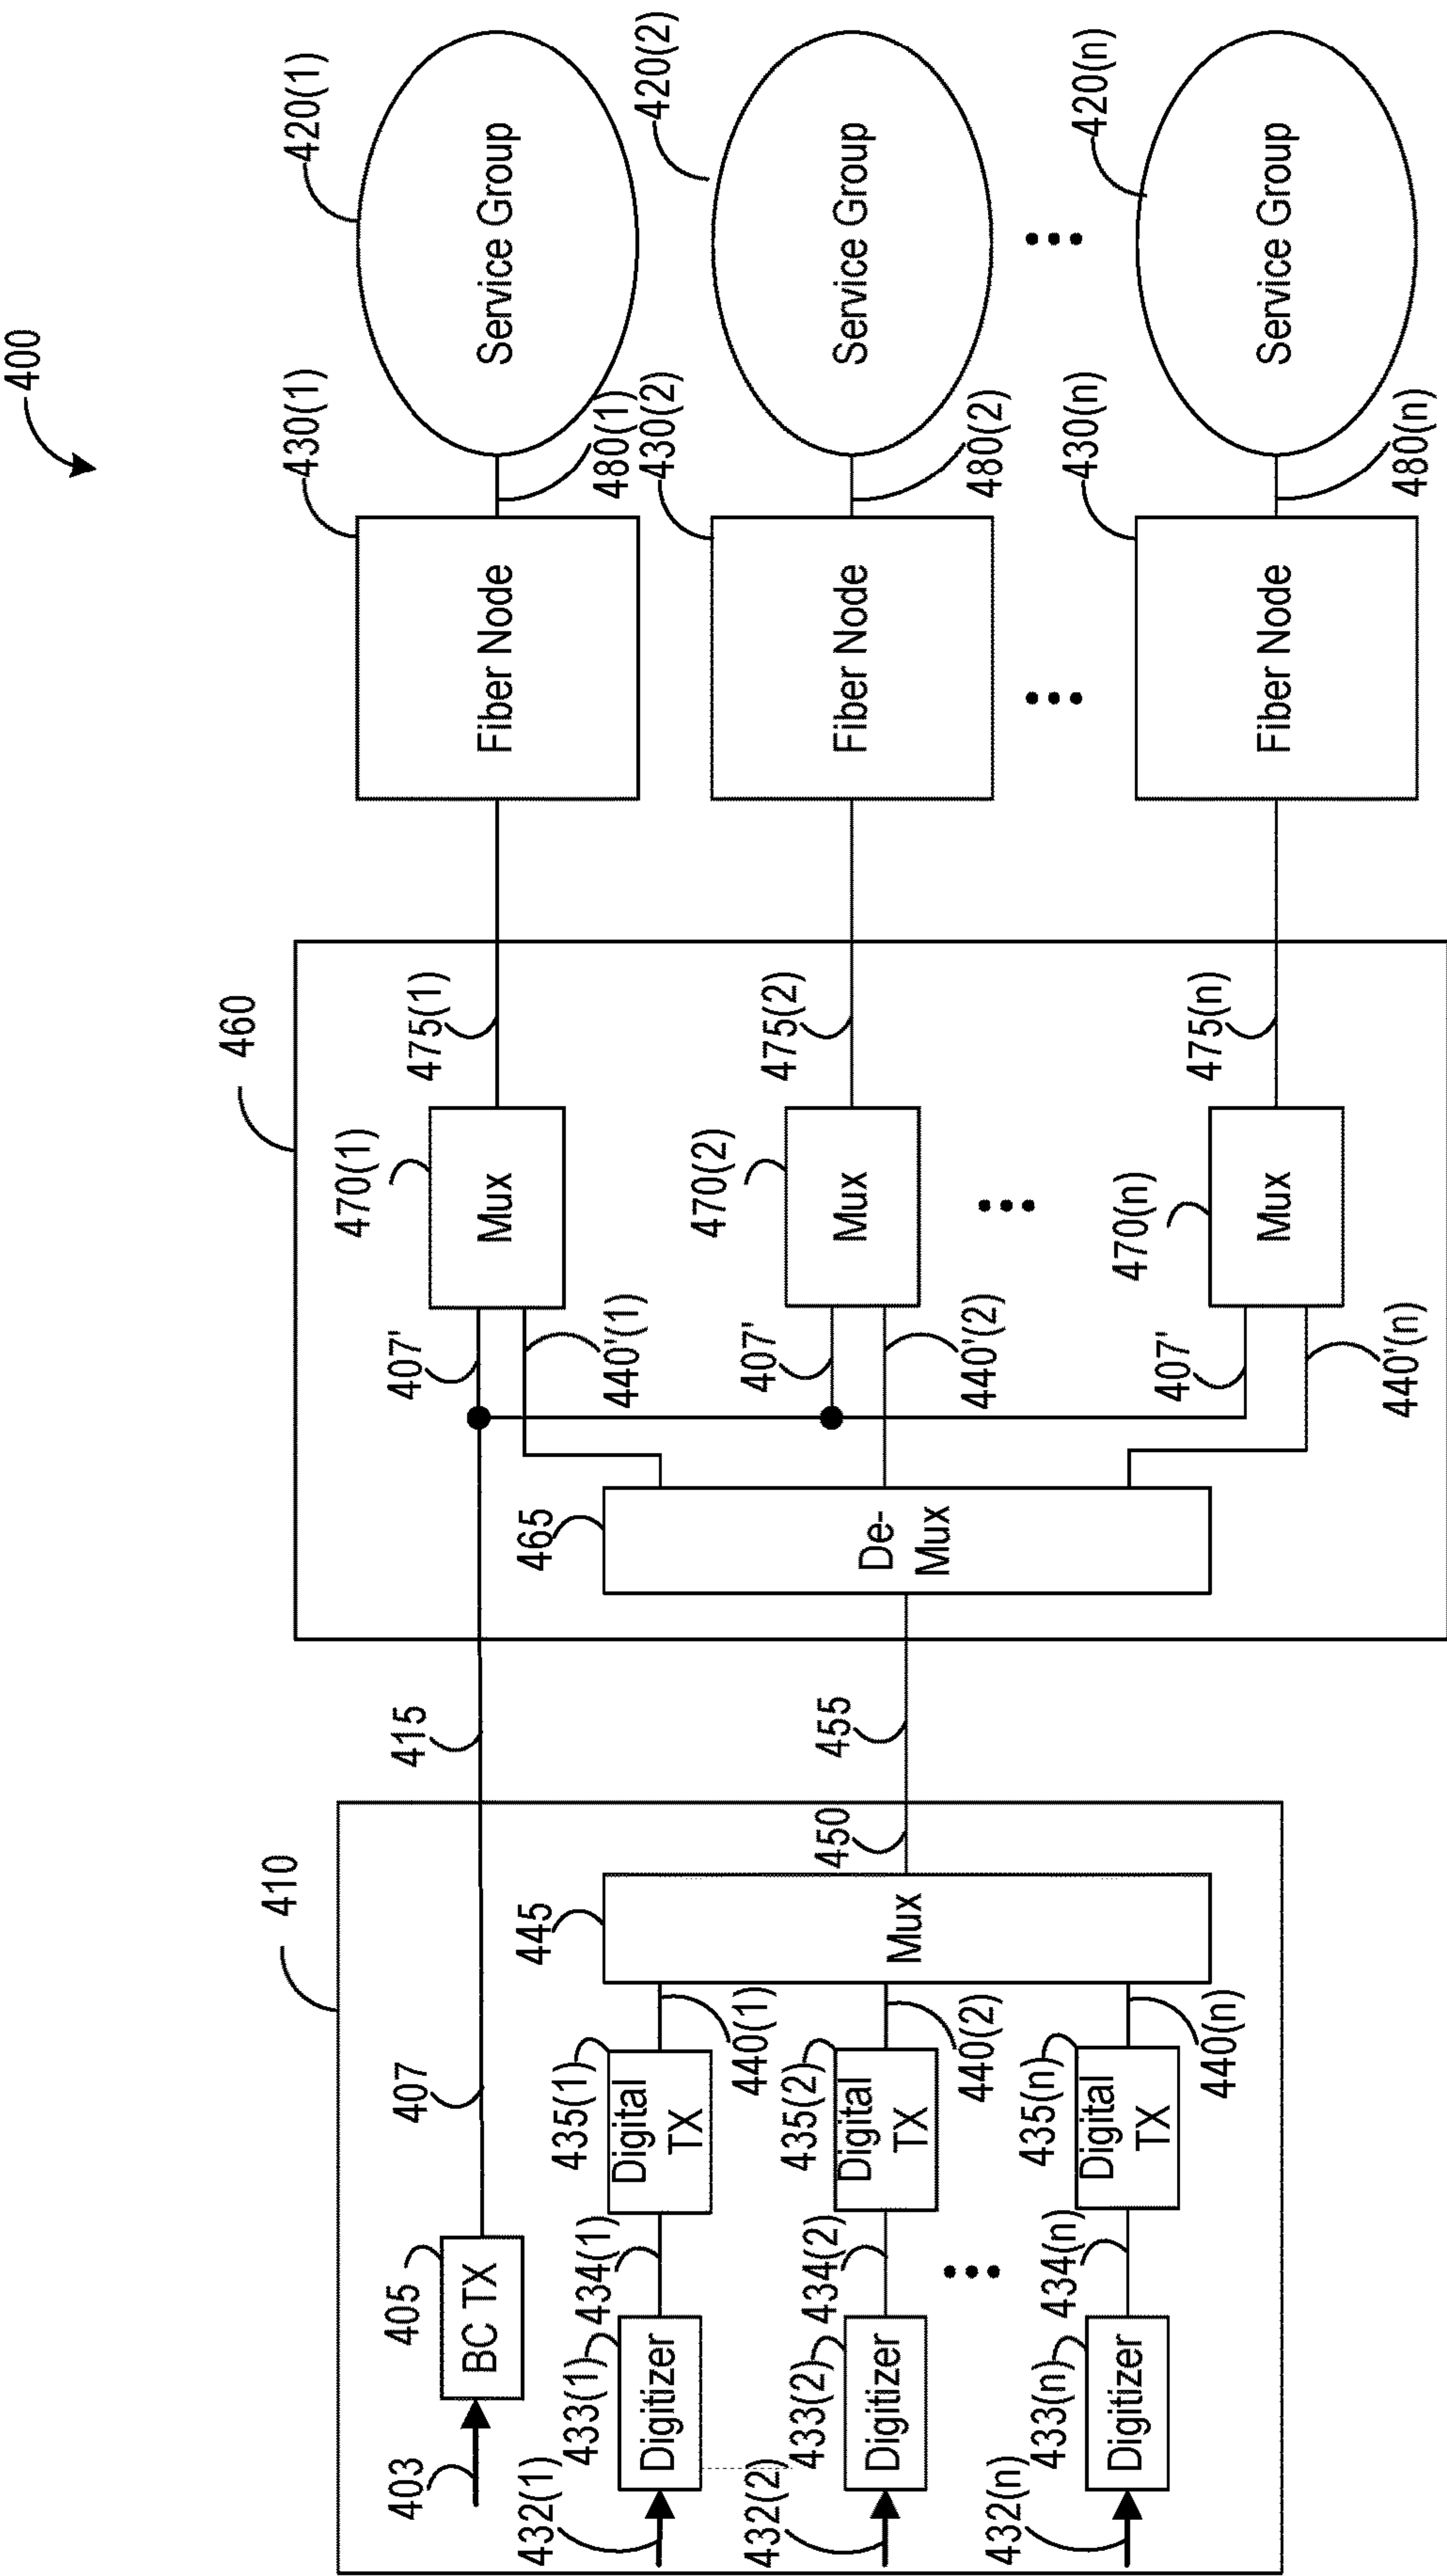 400
410
403
405
BC TX
407
415
432(1)
433(1)
Digitizer
434(1)
435(1)
Digital
TX
440(1)
432(2)
433(2)
Digitizer
434(2)
435(2)
Digital
TX
440(2)
432(n)
433(n)
Digitizer
434(n)
435(n)
Digital
TX
440(n)
445
Mux
450
455
460
465
De-
Mux
407'
440'(1)
470(1)
Mux
475(1)
407'
440'(2)
470(2)
Mux
475(2)
407'
440'(n)
470(n)
Mux
475(n)
430(1)
Fiber Node
480(1)
420(1)
Service Group
430(2)
Fiber Node
480(2)
420(2)
Service Group
430(n)
Fiber Node
480(n)
420(n)
Service Group